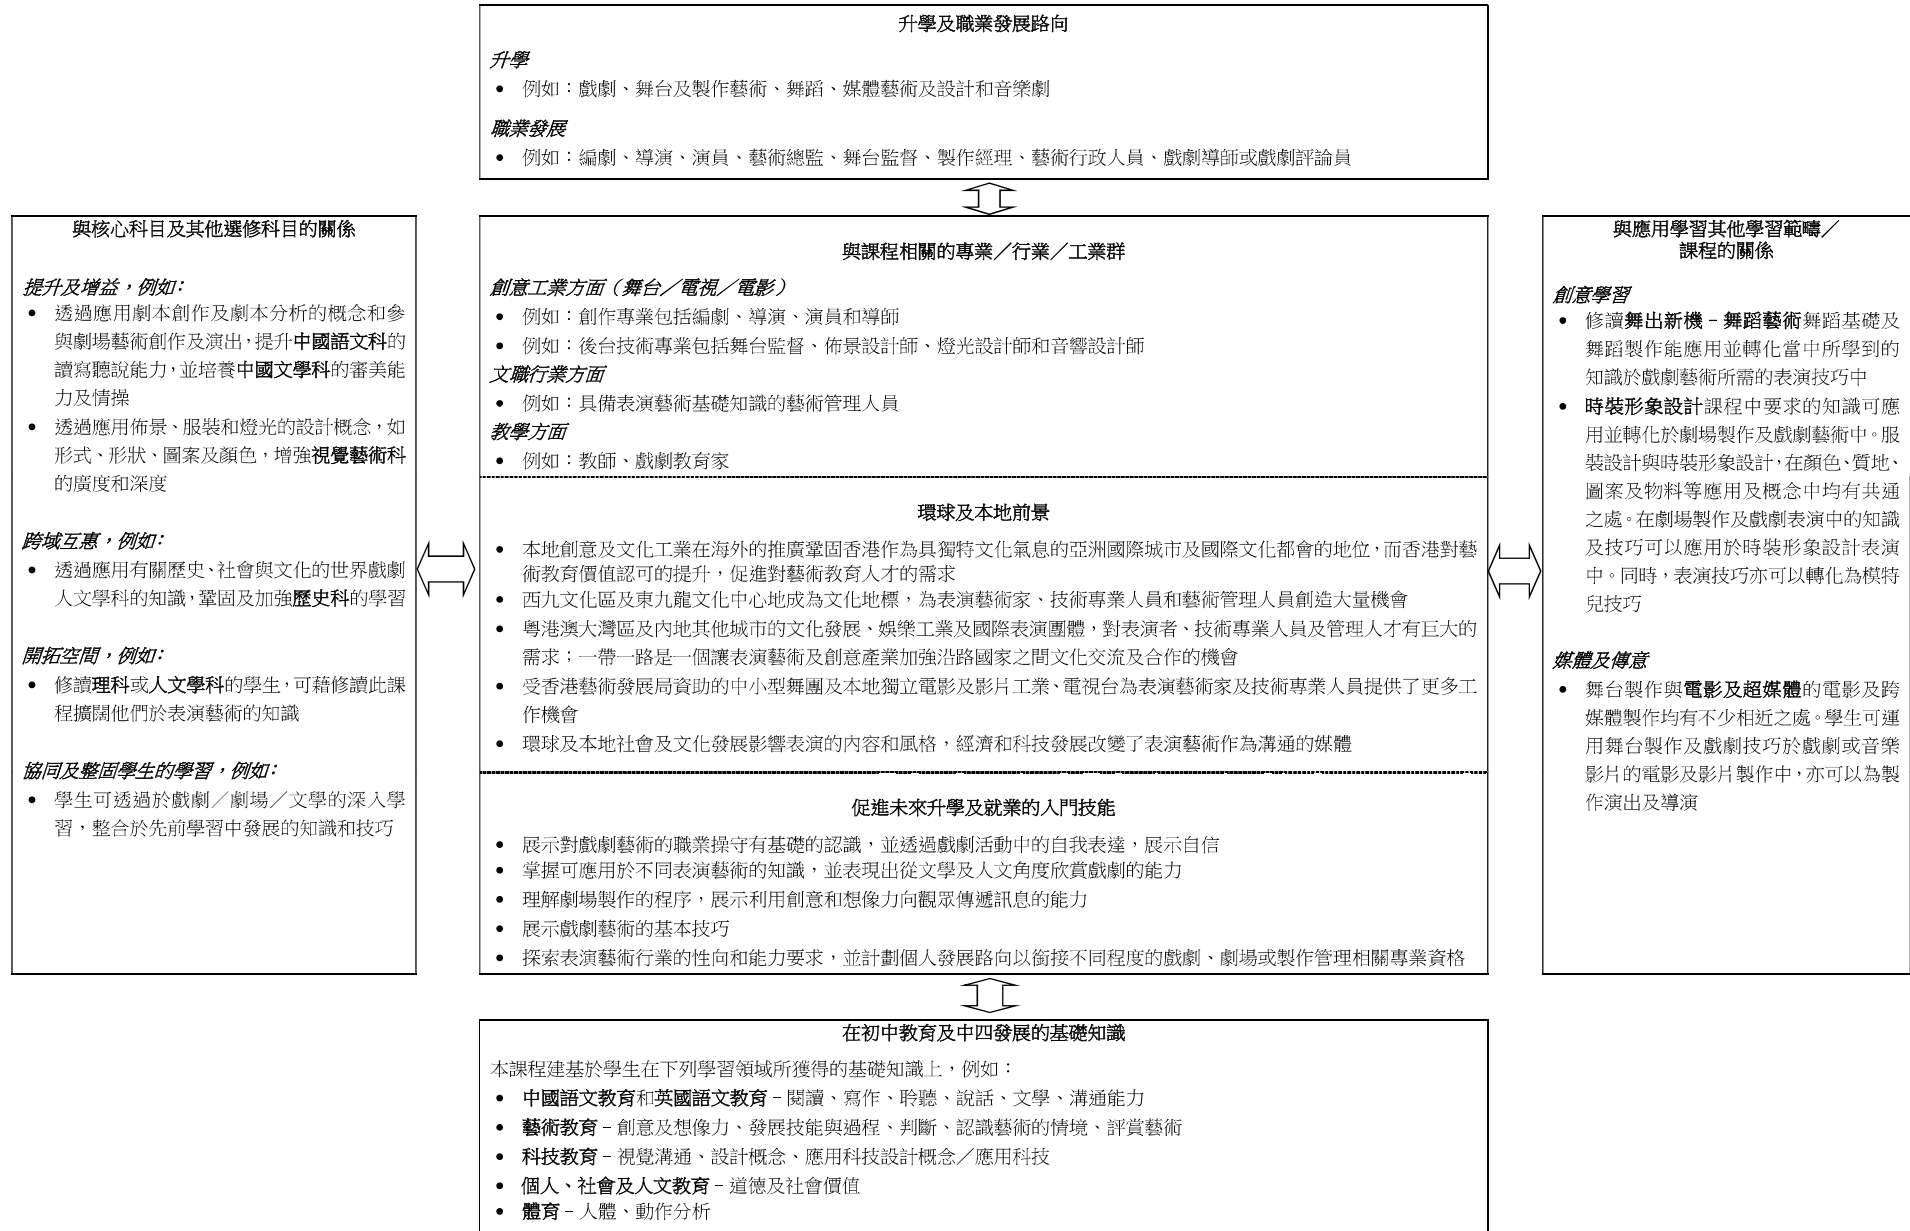 升學及職業發展路向
升學
• 例如：戲劇、舞台及製作藝術、舞蹈、媒體藝術及設計和音樂劇
職業發展
• 例如：編劇、導演、演員、藝術總監、舞台監督、製作經理、藝術行政人員、戲劇導師或戲劇評論員
與核心科目及其他選修科目的關係
提升及增益，例如：
• 透過應用劇本創作及劇本分析的概念和參
與劇場藝術創作及演出，提升中國語文科的
讀寫聽說能力，並培養中國文學科的審美能
力及情操
• 透過應用佈景、服裝和燈光的設計概念，如
形式、形狀、圖案及顏色，增強視覺藝術科
的廣度和深度
跨域互惠，例如：
• 透過應用有關歷史、社會與文化的世界戲劇
人文學科的知識，鞏固及加強歷史科的學習
開拓空間，例如：
• 修讀理科或人文學科的學生，可藉修讀此課
程擴闊他們於表演藝術的知識
協同及整固學生的學習，例如：
• 學生可透過於戲劇／劇場／文學的深入學
習，整合於先前學習中發展的知識和技巧
與課程相關的專業／行業／工業群
創意工業方面（舞台／電視／電影）
• 例如：創作專業包括編劇、導演、演員和導師
• 例如：後台技術專業包括舞台監督、佈景設計師、燈光設計師和音響設計師
文職行業方面
• 例如：具備表演藝術基礎知識的藝術管理人員
教學方面
• 例如：教師、戲劇教育家
環球及本地前景
• 本地創意及文化工業在海外的推廣鞏固香港作為具獨特文化氣息的亞洲國際城市及國際文化都會的地位，而香港對藝
術教育價值認可的提升，促進對藝術教育人才的需求
• 西九文化區及東九龍文化中心地成為文化地標，為表演藝術家、技術專業人員和藝術管理人員創造大量機會
• 粵港澳大灣區及內地其他城市的文化發展、娛樂工業及國際表演團體，對表演者、技術專業人員及管理人才有巨大的
需求；一帶一路是一個讓表演藝術及創意產業加強沿路國家之間文化交流及合作的機會
• 受香港藝術發展局資助的中小型舞團及本地獨立電影及影片工業、電視台為表演藝術家及技術專業人員提供了更多工
作機會
• 環球及本地社會及文化發展影響表演的內容和風格，經濟和科技發展改變了表演藝術作為溝通的媒體
促進未來升學及就業的入門技能
• 展示對戲劇藝術的職業操守有基礎的認識，並透過戲劇活動中的自我表達，展示自信
• 掌握可應用於不同表演藝術的知識，並表現出從文學及人文角度欣賞戲劇的能力
• 理解劇場製作的程序，展示利用創意和想像力向觀眾傳遞訊息的能力
• 展示戲劇藝術的基本技巧
• 探索表演藝術行業的性向和能力要求，並計劃個人發展路向以銜接不同程度的戲劇、劇場或製作管理相關專業資格
與應用學習其他學習範疇／
課程的關係
創意學習
• 修讀舞出新機－舞蹈藝術舞蹈基礎及
舞蹈製作能應用並轉化當中所學到的
知識於戲劇藝術所需的表演技巧中
• 時裝形象設計課程中要求的知識可應
用並轉化於劇場製作及戲劇藝術中。服
裝設計與時裝形象設計，在顏色、質地、
圖案及物料等應用及概念中均有共通
之處。在劇場製作及戲劇表演中的知識
及技巧可以應用於時裝形象設計表演
中。同時，表演技巧亦可以轉化為模特
兒技巧
媒體及傳意
• 舞台製作與電影及超媒體的電影及跨
媒體製作均有不少相近之處。學生可運
用舞台製作及戲劇技巧於戲劇或音樂
影片的電影及影片製作中，亦可以為製
作演出及導演
在初中教育及中四發展的基礎知識
本課程建基於學生在下列學習領域所獲得的基礎知識上，例如：
• 中國語文教育和英國語文教育－閱讀、寫作、聆聽、說話、文學、溝通能力
• 藝術教育－創意及想像力、發展技能與過程、判斷、認識藝術的情境、評賞藝術
• 科技教育－視覺溝通、設計概念、應用科技設計概念／應用科技
• 個人、社會及人文教育－道德及社會價值
• 體育－人體、動作分析